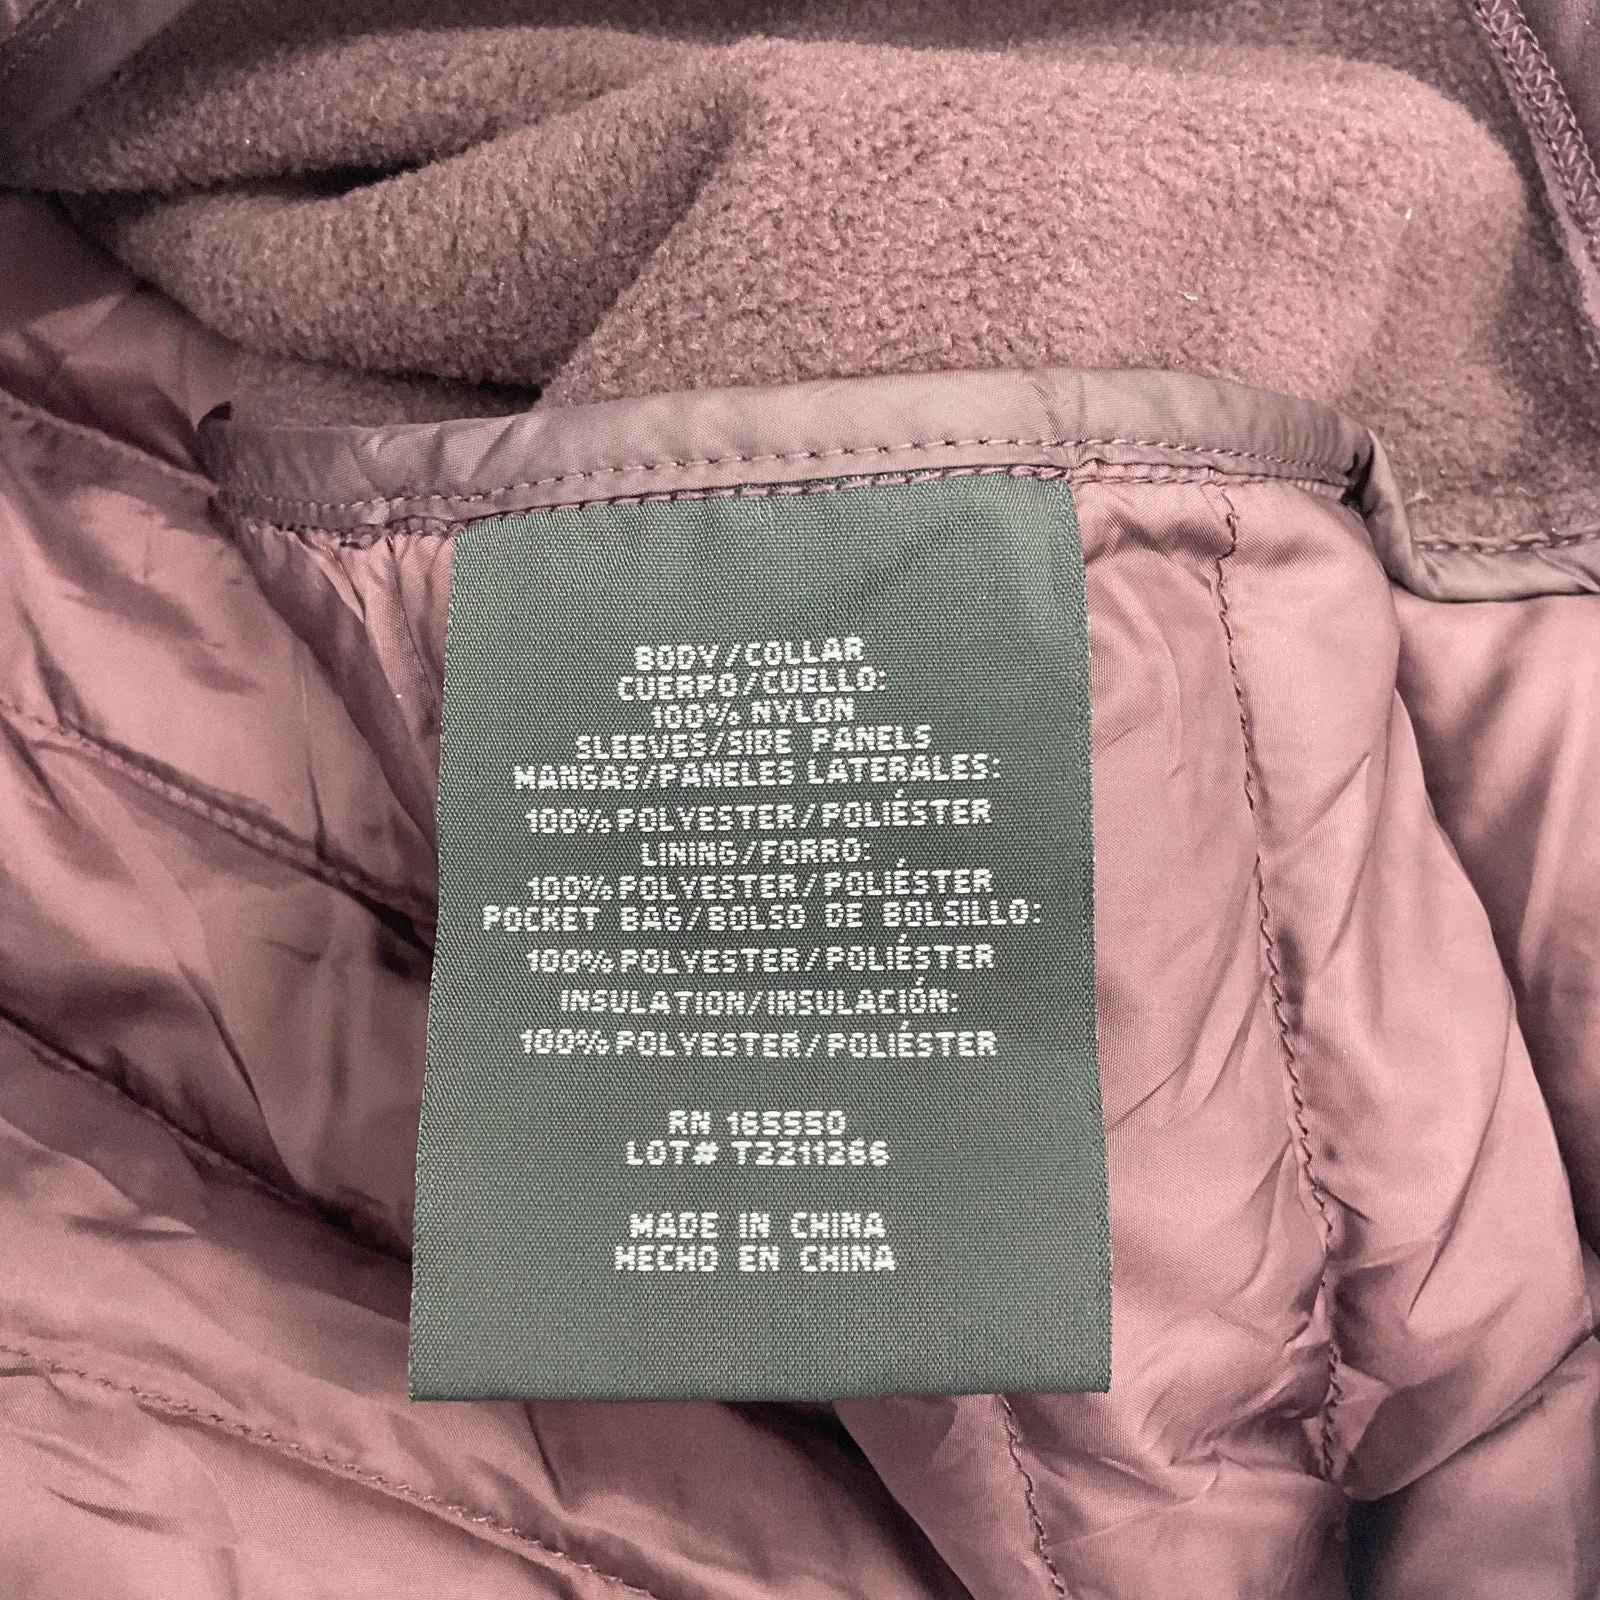 BODY/COLLAR
CUERPO/CUELLO:
100% NYLON
SLEEVES/SIDE PANELS
MANGAS/PANELES LATERALES:
100% POLYESTER/POLIÉSTER
LINING/FORRO:
100% POLYESTER/POLIÉSTER
POCKET BAG/BOLSO DE BOLSILLO:
100% POLYESTER/POLIÉSTER
INSULATION/INSULACIÓN:
100% POLYESTER/POLIÉSTER
RN 165550
LOT# T2211266
MADE IN CHINA
HECHO EN CHINA